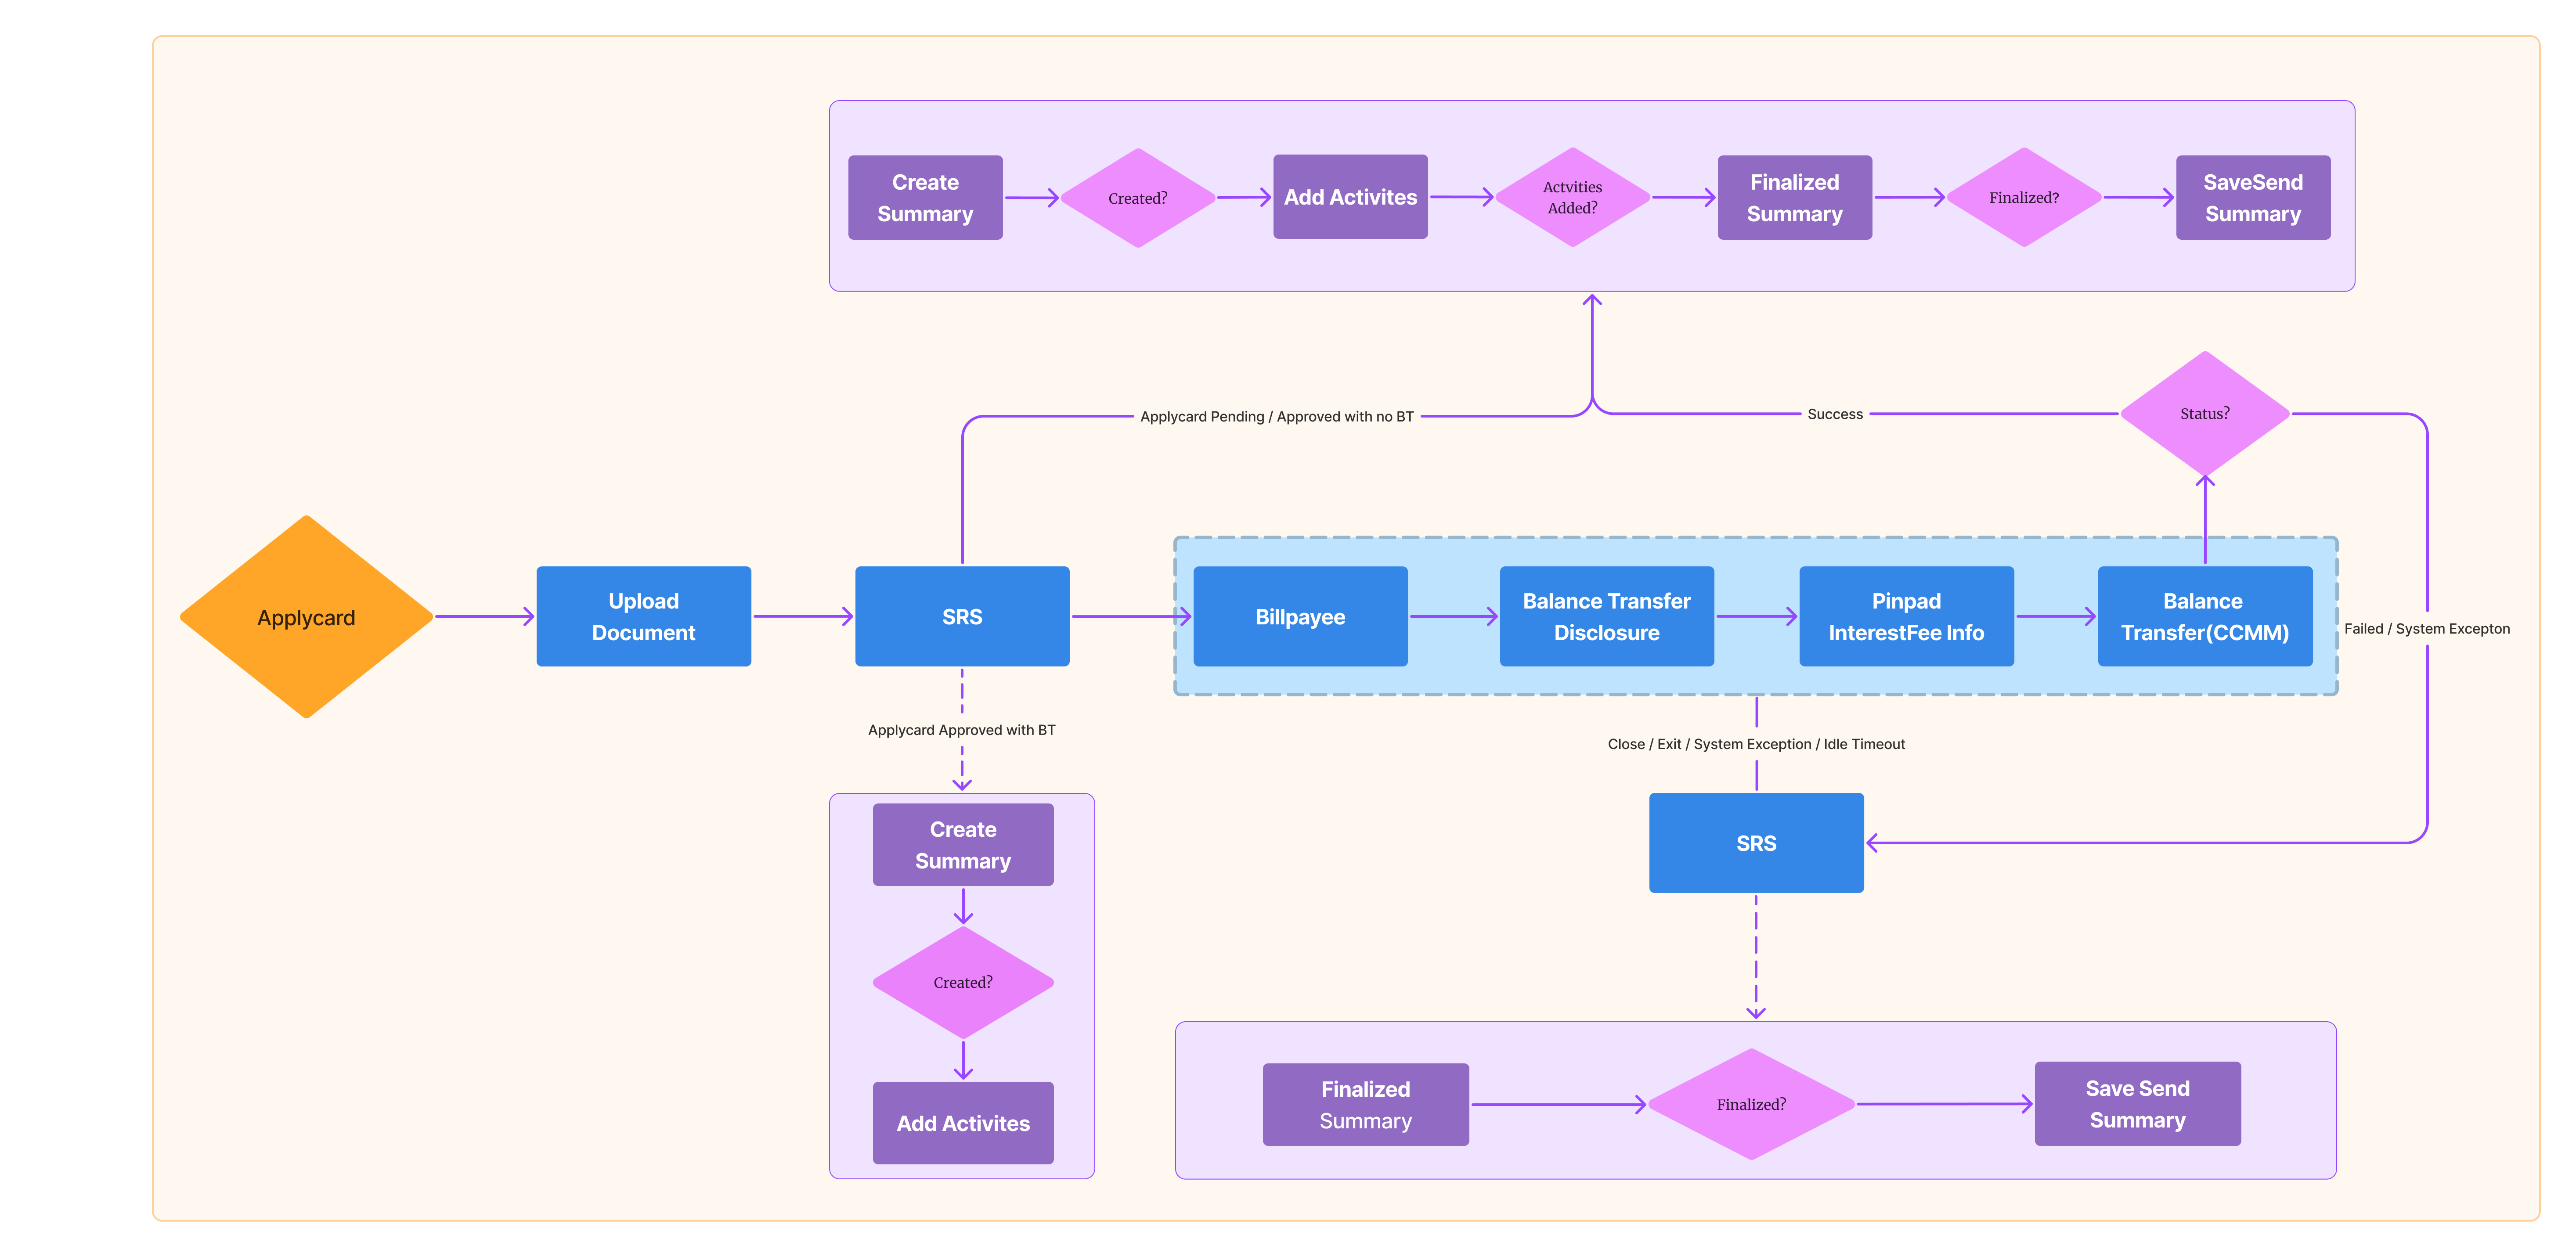 Create
Summary
Created?
Add Activites
Actvities
Added?
Finalized
Summary
Finalized?
SaveSend
Summary
Applycard Pending / Approved with no BT
Success
Status?
Applycard
Upload
Document
SRS
Billpayee
Balance Transfer
Disclosure
Pinpad
InterestFee Info
Balance
Transfer(CCMM)
Failed / System Excepton
Applycard Approved with BT
Close / Exit / System Exception / Idle Timeout
Create
Summary
Created?
Add Activites
SRS
Finalized
Summary
Finalized?
Save Send
Summary